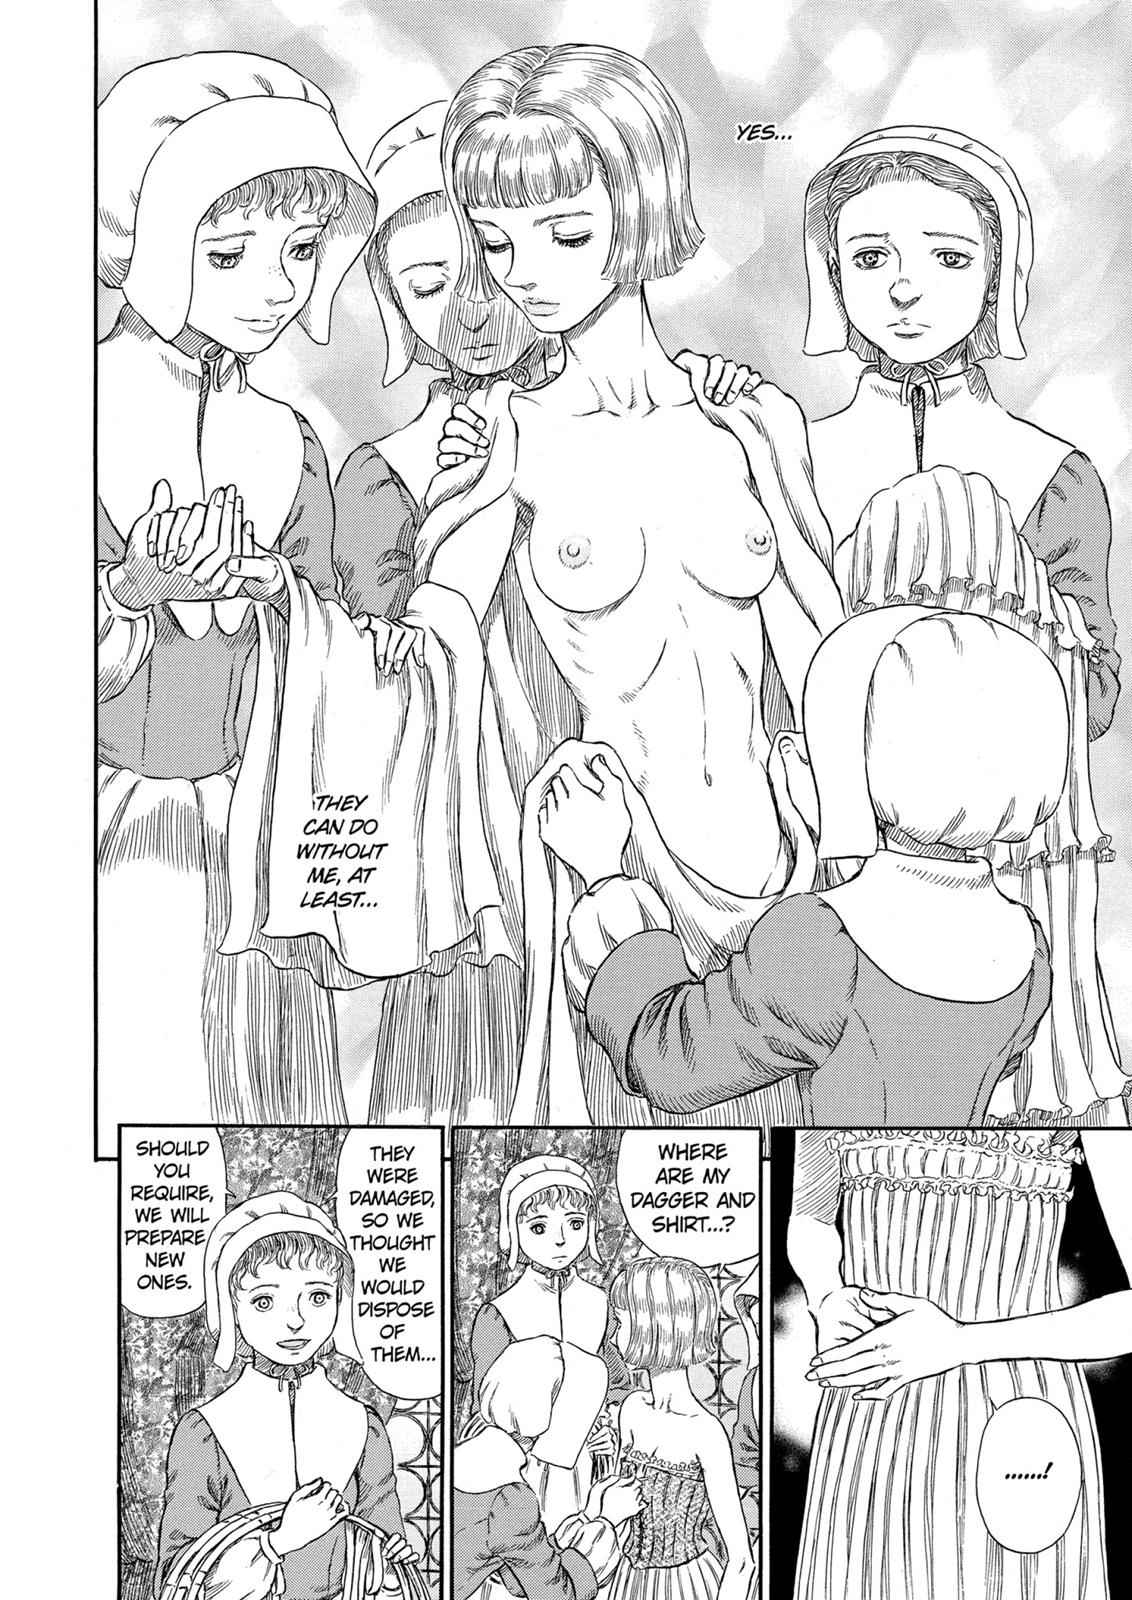 YES...
THEY
CAN DO
WITHOUT
ME, AT
LEAST...
......!
WHERE
ARE MY
DAGGER AND
SHIRT...?
THEY
WERE
DAMAGED,
SO WE
THOUGHT
WE
WOULD
DISPOSE
OF
THEM...
SHOULD
YOU
REQUIRE,
WE WILL
PREPARE
NEW
ONES.